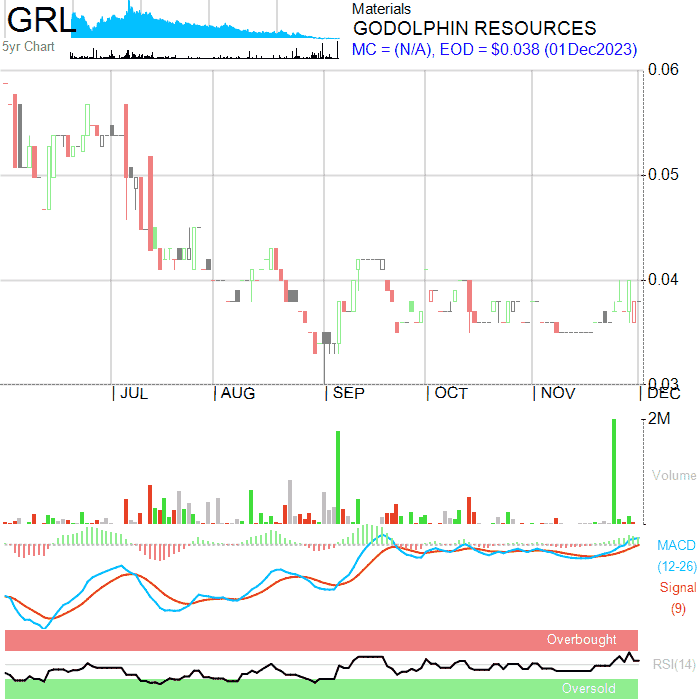 GRL
5yr Chart
Materials
GODOLPHIN RESOURCES
MC = (N/A), EOD = $0.038 (01Dec2023)
0.06
0.05
0.04
0.03
JUL
AUG
SEP
OCT
NOV
DEC
2M
Volume
MACD
(12-26)
Signal
(9)
Overbought
RSI(14)
Oversold